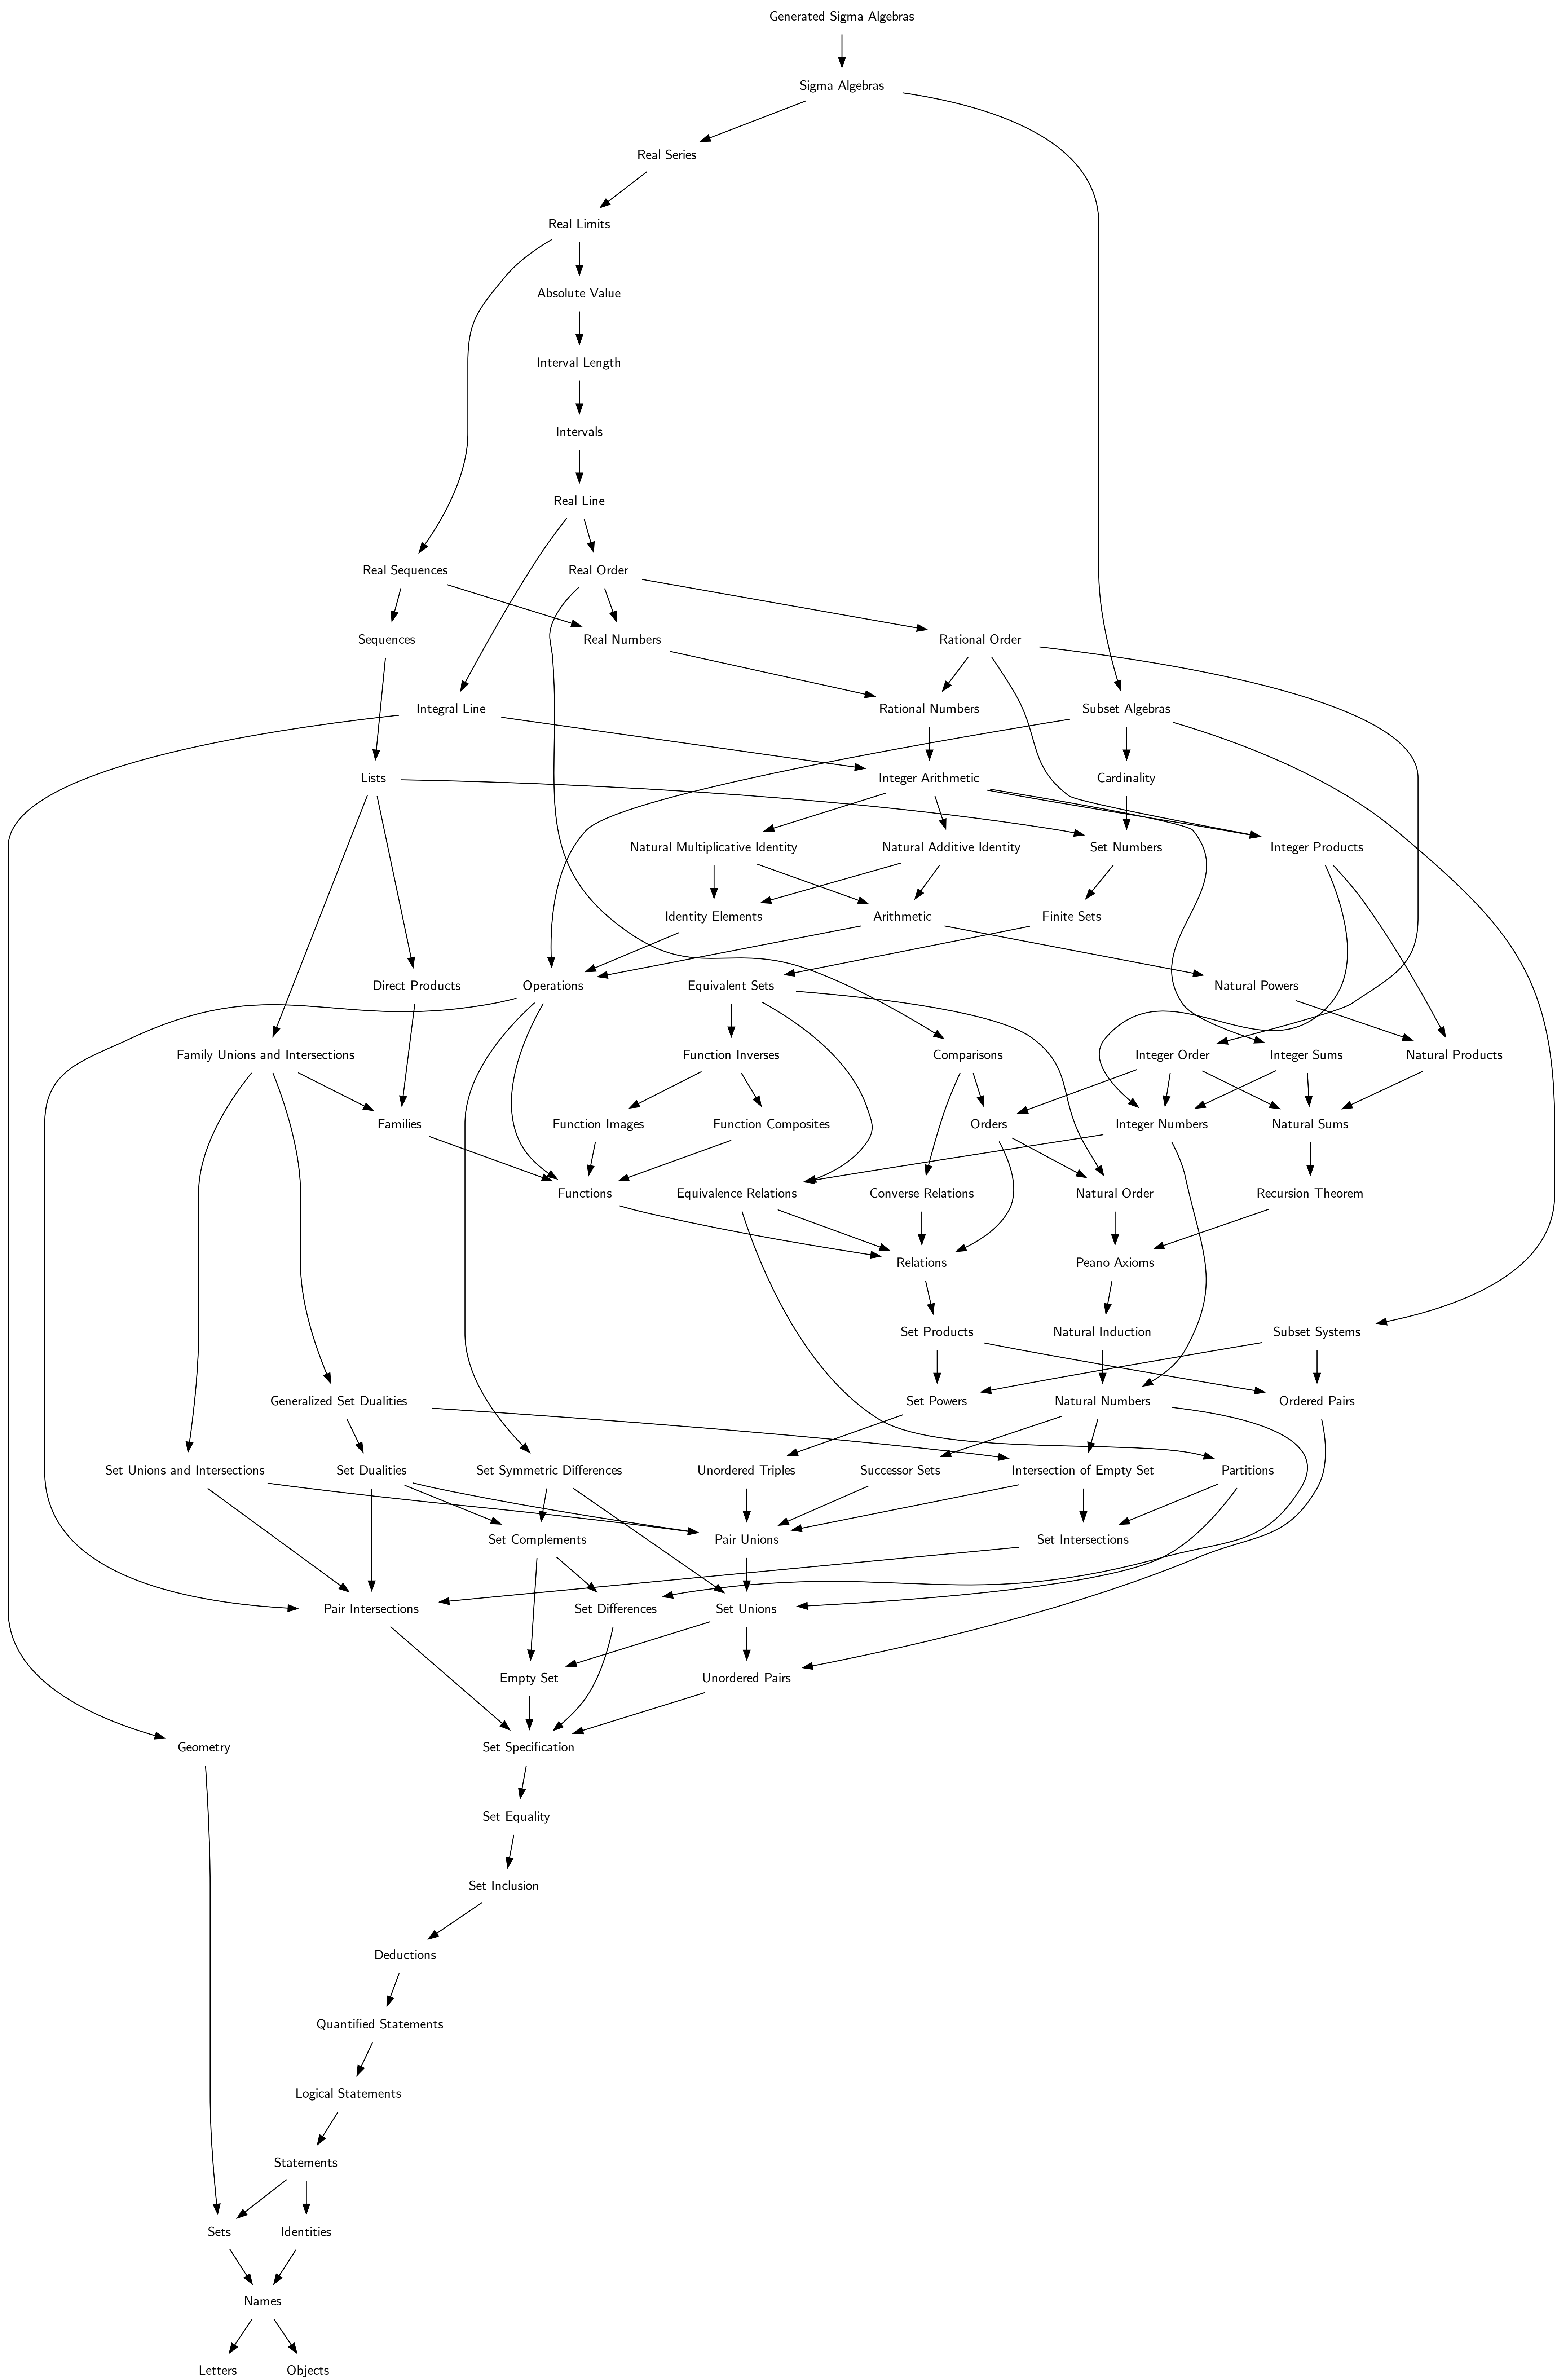 Generated Sigma Algebras
Sigma Algebras
Real Series
Real Limits
Absolute Value
Interval Length
Intervals
Real Line
Real Sequences
Real Order
Sequences
Real Numbers
Rational Order
Integral Line
Rational Numbers
Subset Algebras
Lists
Integer Arithmetic
Cardinality
Natural Multiplicative Identity
Natural Additive Identity
Set Numbers
Integer Products
Identity Elements
Arithmetic
Finite Sets
Direct Products
Operations
Equivalent Sets
Natural Powers
Family Unions and Intersections
Function Inverses
Comparisons
Integer Order
Integer Sums
Natural Products
Families
Function Images
Function Composites
Orders
Integer Numbers
Natural Sums
Functions
Equivalence Relations
Converse Relations
Natural Order
Recursion Theorem
Relations
Peano Axioms
Set Products
Natural Induction
Subset Systems
Generalized Set Dualities
Set Powers
Natural Numbers
Ordered Pairs
Set Unions and Intersections
Set Dualities
Set Symmetric Differences
Unordered Triples
Successor Sets
Intersection of Empty Set
Partitions
Set Complements
Pair Unions
Set Intersections
Pair Intersections
Set Differences
Set Unions
Empty Set
Unordered Pairs
Geometry
Set Specification
Set Equality
Set Inclusion
Deductions
Quantified Statements
Logical Statements
Statements
Sets
Identities
Names
Letters
Objects